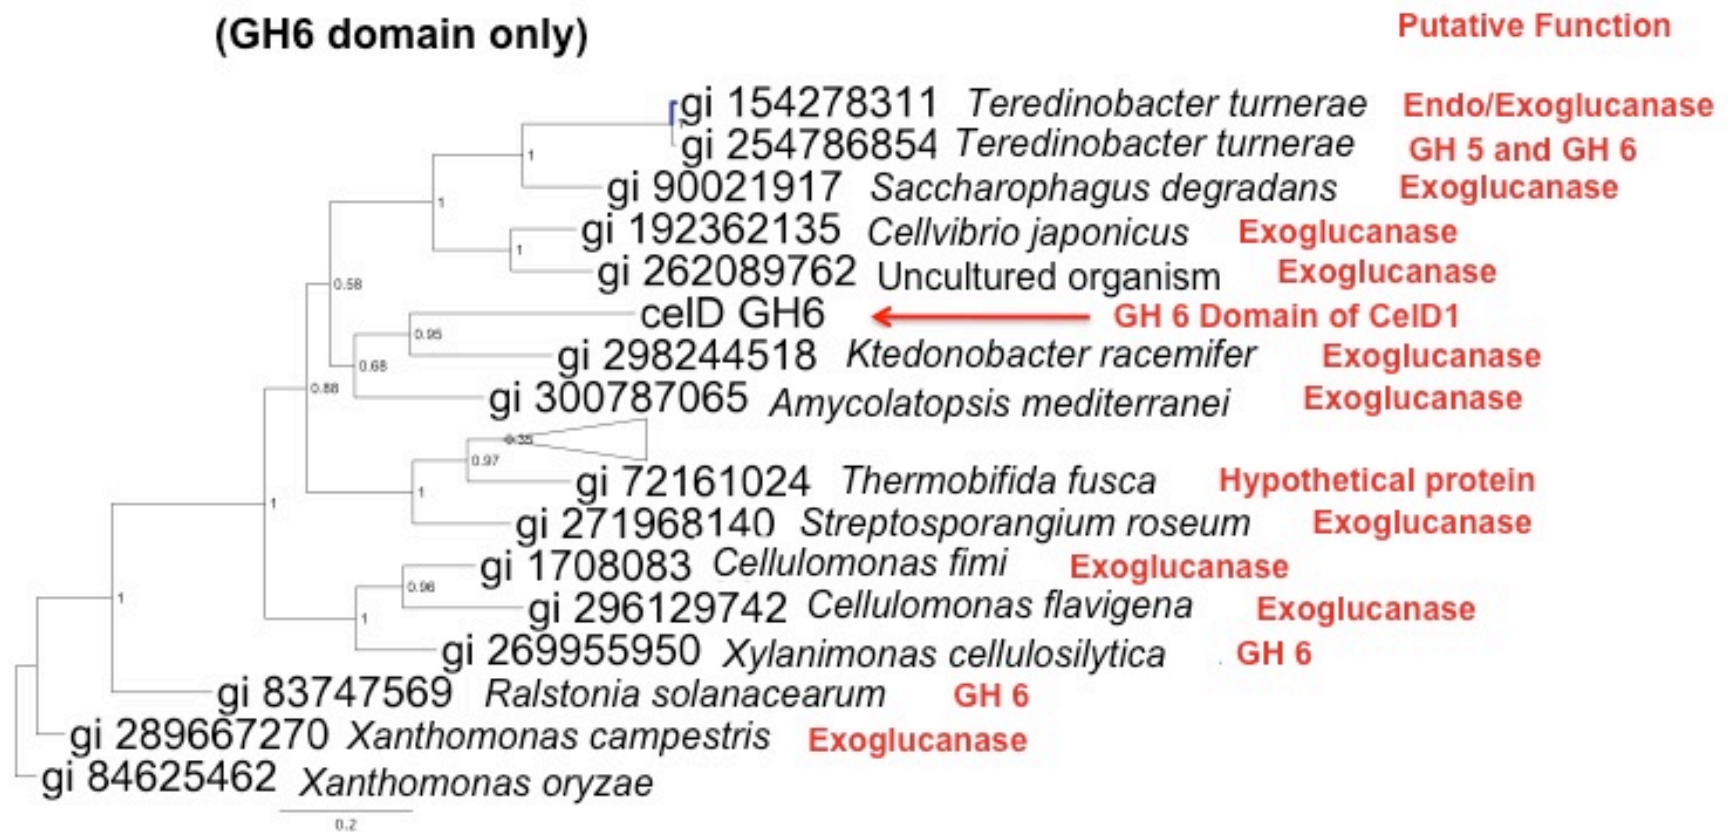 (GH6 domain only)
Putative Function
gi 154278311 Teredinobacter turnerae Endo/Exoglucanase
1
gi 254786854 Teredinobacter turnerae GH 5 and GH 6
1
gi 90021917 Saccharophagus degradans Exoglucanase
1
gi 192362135 Cellvibrio japonicus Exoglucanase
1
gi 262089762 Uncultured organism Exoglucanase
0.58
celD GH6 GH 6 Domain of CelD1
0.95
gi 298244518 Ktedonobacter racemifer Exoglucanase
0.68
0.88
gi 300787065 Amycolatopsis mediterranei Exoglucanase
0.35
0.97
gi 72161024 Thermobifida fusca Hypothetical protein
1
1
gi 271968140 Streptosporangium roseum Exoglucanase
gi 1708083 Cellulomonas fimi Exoglucanase
0.96
1
gi 296129742 Cellulomonas flavigena Exoglucanase
1
gi 269955950 Xylanimonas cellulosilytica GH 6
gi 83747569 Ralstonia solanacearum GH 6
gi 289667270 Xanthomonas campestris Exoglucanase
gi 84625462 Xanthomonas oryzae
0.2